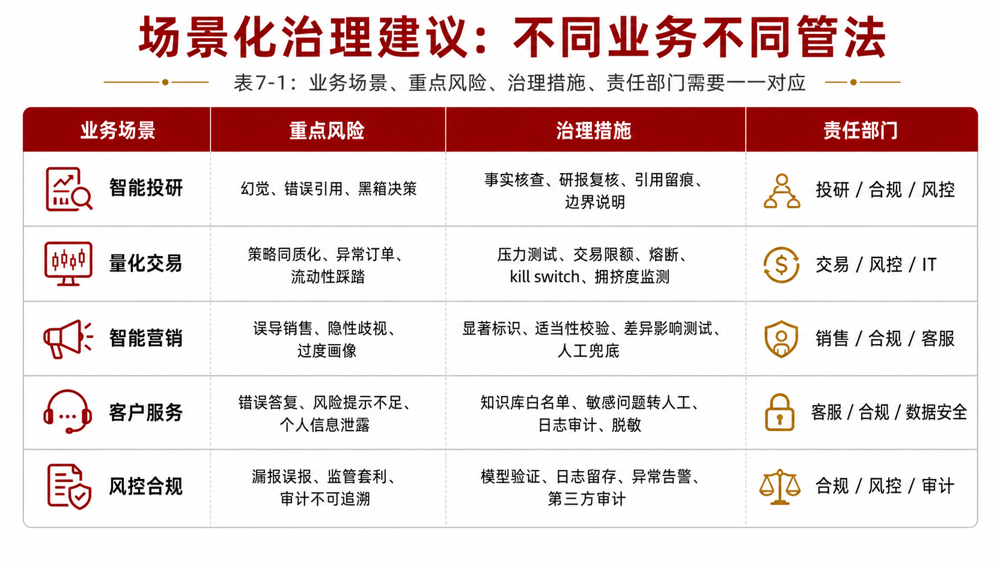 场景化治理建议：不同业务不同管法
表7-1：业务场景、重点风险、治理措施、责任部门需要一一对应
业务场景
重点风险
治理措施
责任部门
智能投研
幻觉、错误引用、黑箱决策
事实核查、研报复核、引用留痕、
边界说明
投研 / 合规 / 风控
量化交易
策略同质化、异常订单、
流动性踩踏
压力测试、交易限额、熔断、
kill switch、拥挤度监测
交易 / 风控 / IT
智能营销
误导销售、隐性歧视、
过度画像
显著标识、适当性校验、差异影响测试、
人工兜底
销售 / 合规 / 客服
客户服务
错误答复、风险提示不足、
个人信息泄露
知识库白名单、敏感问题转人工、
日志审计、脱敏
客服 / 合规 / 数据安全
风控合规
漏报误报、监管套利、
审计不可追溯
模型验证、日志留存、异常告警、
第三方审计
合规 / 风控 / 审计